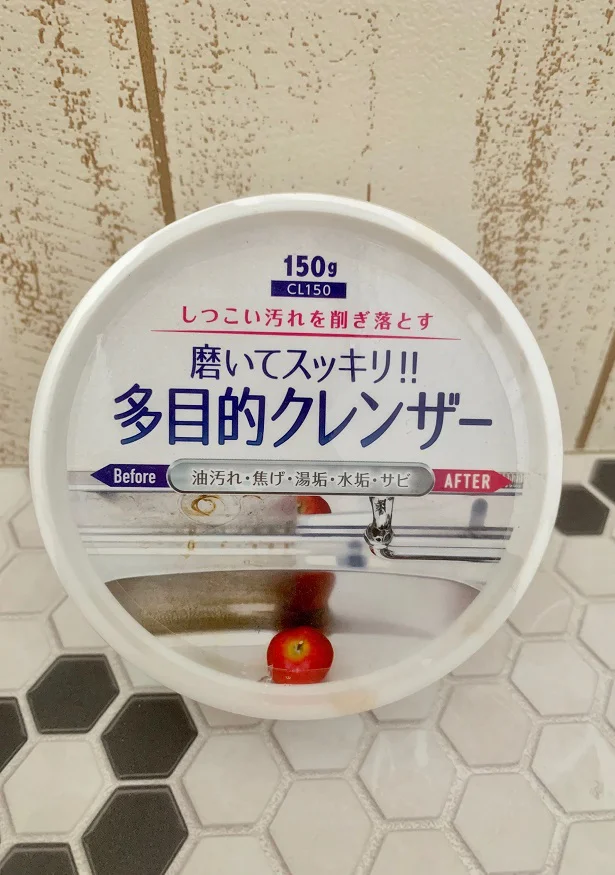 150g
CL150
しつこい汚れを削ぎ落とす
磨いてスッキリ!!
多目的クレンザー
Before 油汚れ・焦げ・湯垢・水垢・サビ AFTER